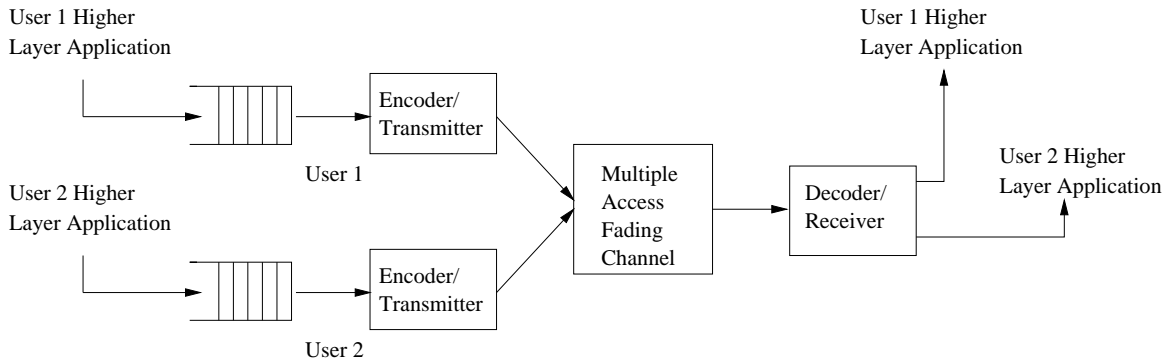 User 1 Higher
Layer Application
User 1 Higher
Layer Application
Encoder/
Transmitter
User 1
User 2 Higher
Layer Application
Multiple
Access
Fading
Channel
Decoder/
Receiver
User 2 Higher
Layer Application
Encoder/
Transmitter
User 2